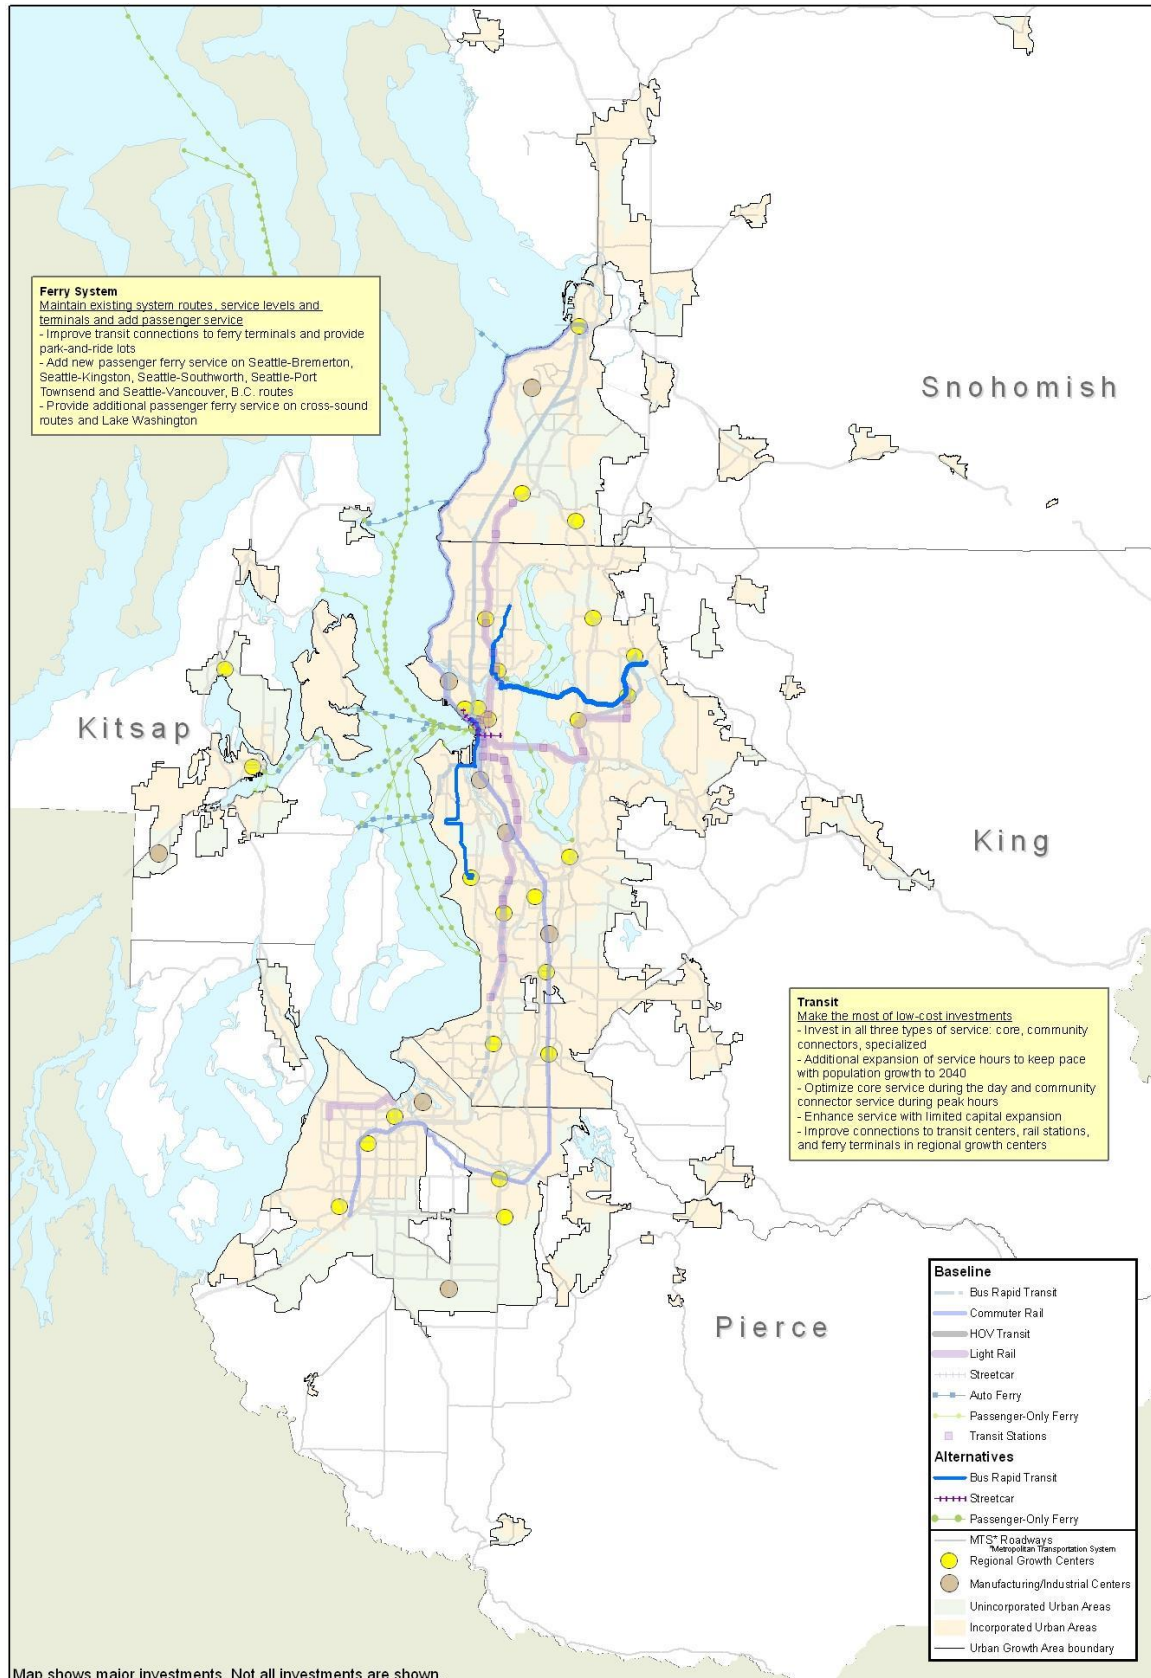 Ferry System
Maintain existing system routes, service levels and
terminals and add passenger service
- Improve transit connections to ferry terminals and provide
park-and-ride lots
- Add new passenger ferry service on Seattle-Bremerton,
Seattle-Kingston, Seattle-Southworth, Seattle-Port
Townsend and Seattle-Vancouver, B.C. routes
- Provide additional passenger ferry service on cross-sound
routes and Lake Washington
Snohomish
Kitsap
King
Transit
Make the most of low-cost investments
- Invest in all three types of service: core, community
connectors, specialized
- Additional expansion of service hours to keep pace
with population growth to 2040
- Optimize core service during the day and community
connector service during peak hours
- Enhance service with limited capital expansion
- Improve connections to transit centers, rail stations,
and ferry terminals in regional growth centers
Pierce
Baseline
Bus Rapid Transit
Commuter Rail
HOV Transit
Light Rail
Streetcar
Auto Ferry
Passenger-Only Ferry
Transit Stations
Alternatives
Bus Rapid Transit
Streetcar
Passenger-Only Ferry
MTS* Roadways
*Metropolitan Transportation System
Regional Growth Centers
Manufacturing/Industrial Centers
Unincorporated Urban Areas
Incorporated Urban Areas
Urban Growth Area boundary
Map shows major investments. Not all investments are shown